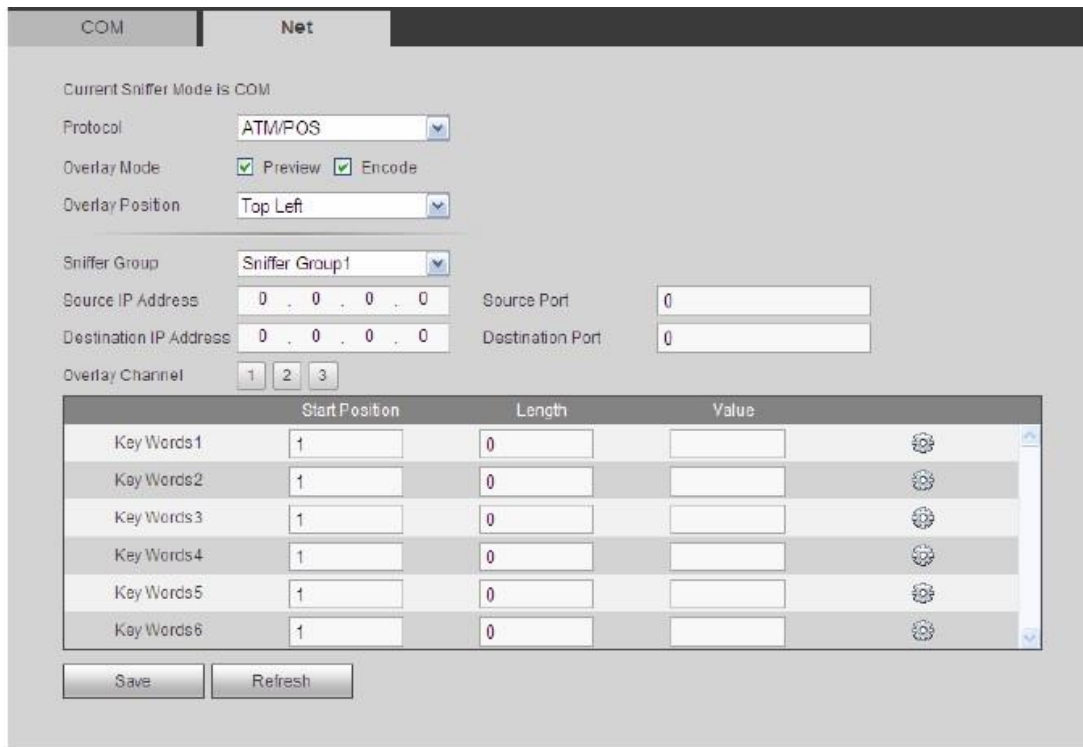 COM Net
Current Sniffer Mode is COM
Protocol ATM/POS
Overlay Mode Preview Encode
Overlay Position Top Left
Sniffer Group Sniffer Group1
Source IP Address 0 . 0 . 0 . 0 Source Port 0
Destination IP Address 0 . 0 . 0 . 0 Destination Port 0
Overlay Channel 1 2 3
Start Position Length Value
Key Words1 1 0
Key Words2 1 0
Key Words3 1 0
Key Words4 1 0
Key Words5 1 0
Key Words6 1 0
Save Refresh